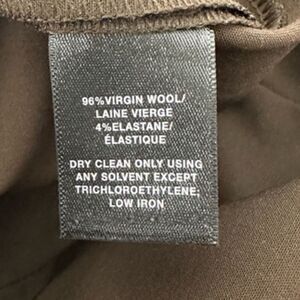 96%VIRGIN WOOL/
LAINE VIERGE
4%ELASTANE/
ÉLASTIQUE
DRY CLEAN ONLY USING
ANY SOLVENT EXCEPT
TRICHLOROETHYLENE;
LOW IRON